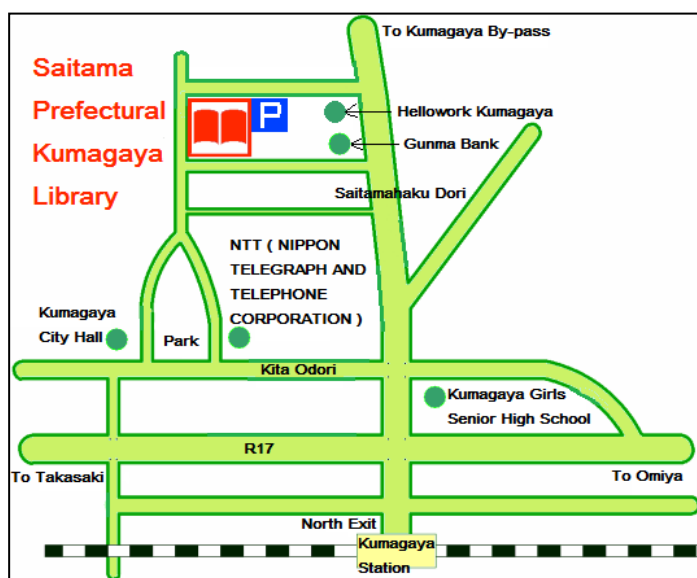 To Kumagaya By-pass
Saitama
Prefectural
Kumagaya
Library
P
Hellowork Kumagaya
Gunma Bank
Saitamahaku Dori
NTT ( NIPPON
TELEGRAPH AND
TELEPHONE
CORPORATION )
Kumagaya
City Hall
Park
Kita Odori
Kumagaya Girls
Senior High School
R17
To Takasaki
To Omiya
North Exit
Kumagaya
Station